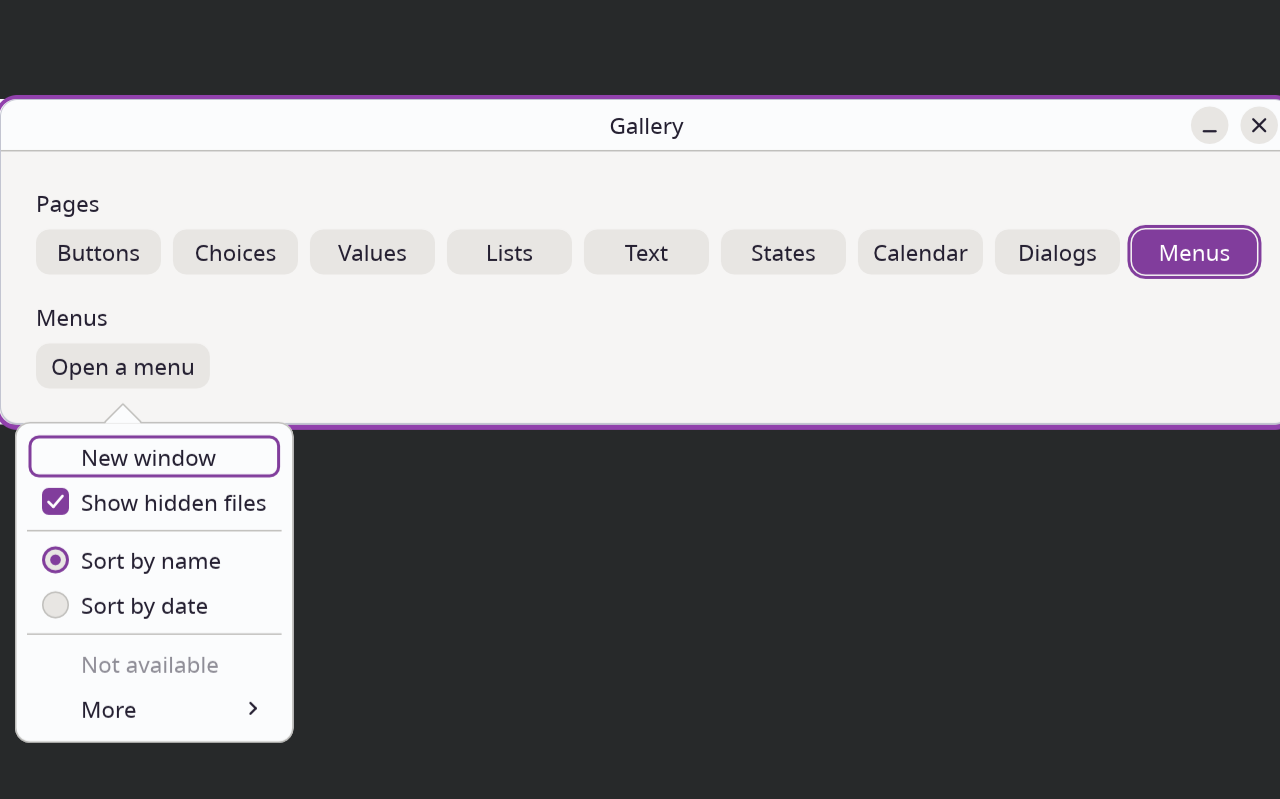 Gallery
Pages
Buttons Choices Values Lists Text States Calendar Dialogs Menus
Menus
Open a menu
New window
Show hidden files
Sort by name
Sort by date
Not available
More